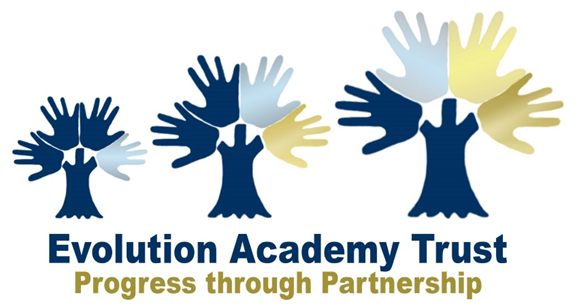 Evolution Academy Trust
Progress through Partnership